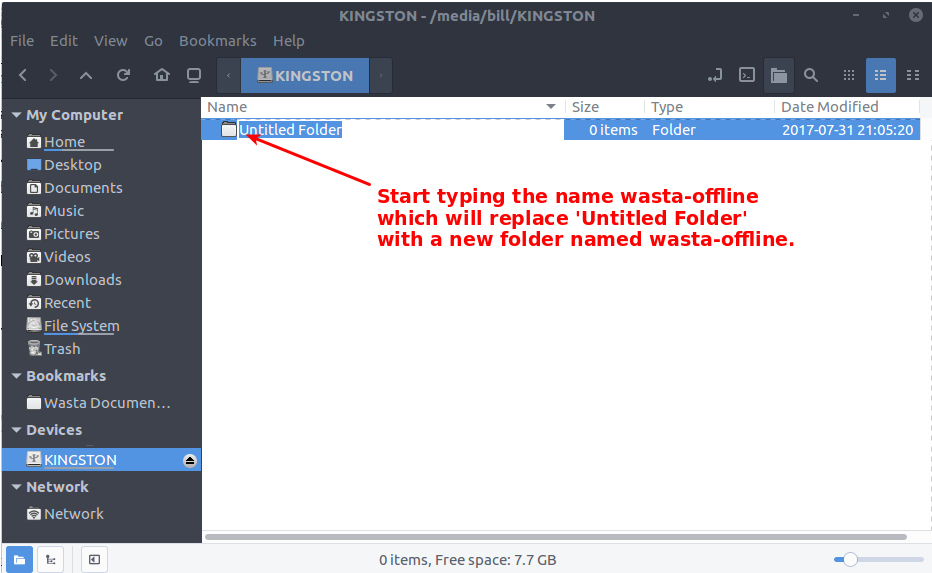 KINGSTON - /media/bill/KINGSTON
File Edit View Go Bookmarks Help
KINGSTON
My Computer
Home
Desktop
Documents
Music
Pictures
Videos
Downloads
Recent
File System
Trash
Bookmarks
Wasta Documen...
Devices
KINGSTON
Network
Network
Name Size Type Date Modified
Untitled Folder 0 items Folder 2017-07-31 21:05:20
Start typing the name wasta-offline
which will replace 'Untitled Folder'
with a new folder named wasta-offline.
0 items, Free space: 7.7 GB